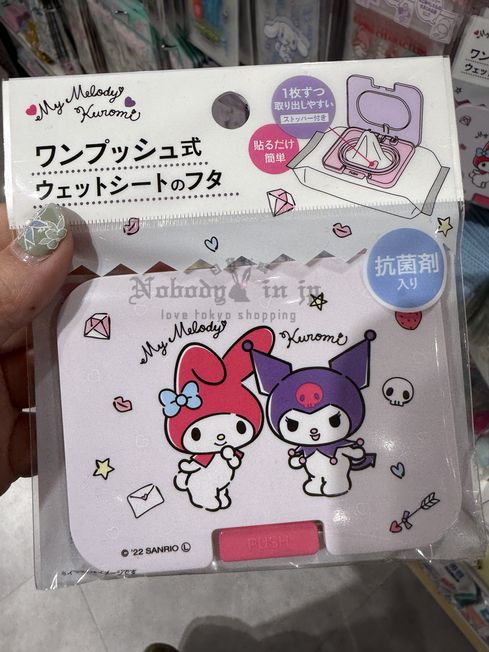 My Melody
Kuromi
ワンプッシュ式
ウェットシートのフタ
1枚ずつ
取り出しやすい
ストッパー付き
貼るだけ
簡単
抗菌剤
入り
Nobody in jp
love tokyo shopping
My Melody
Kuromi
PUSH
© '22 SANRIO Ⓛ